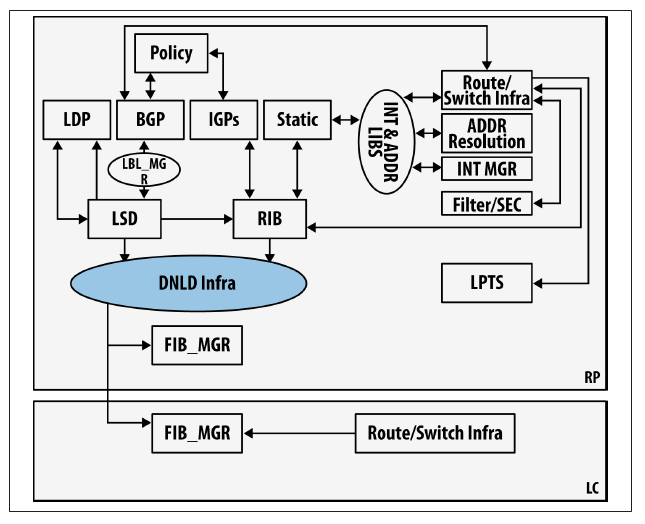 Policy
Route/
Switch Infra
LDP
BGP
IGPs
Static
INT & ADDR
LIBS
ADDR
Resolution
LBL_MG
R
INT MGR
Filter/SEC
LSD
RIB
DNLD Infra
LPTS
FIB_MGR
RP
FIB_MGR
Route/Switch Infra
LC